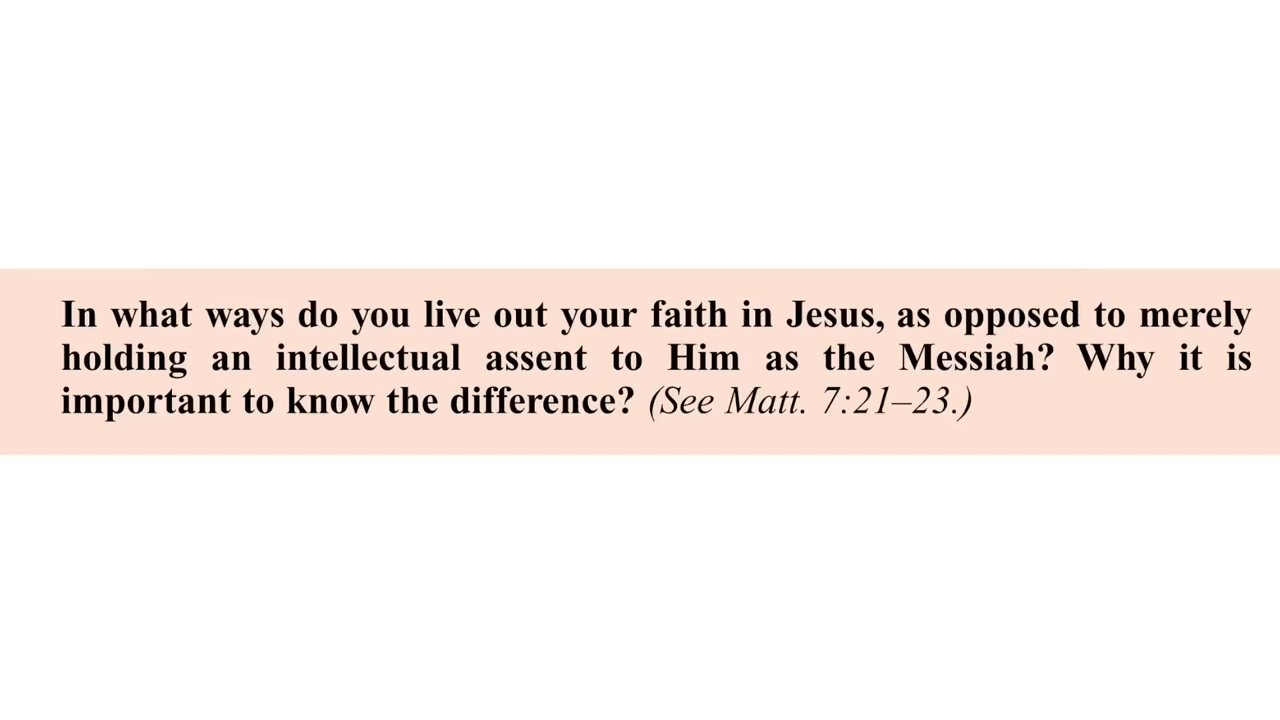 In what ways do you live out your faith in Jesus, as opposed to merely
holding an intellectual assent to Him as the Messiah? Why it is
important to know the difference? (See Matt. 7:21–23.)